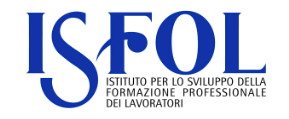 ISFOL
ISTITUTO PER LO SVILUPPO DELLA
FORMAZIONE PROFESSIONALE
DEI LAVORATORI